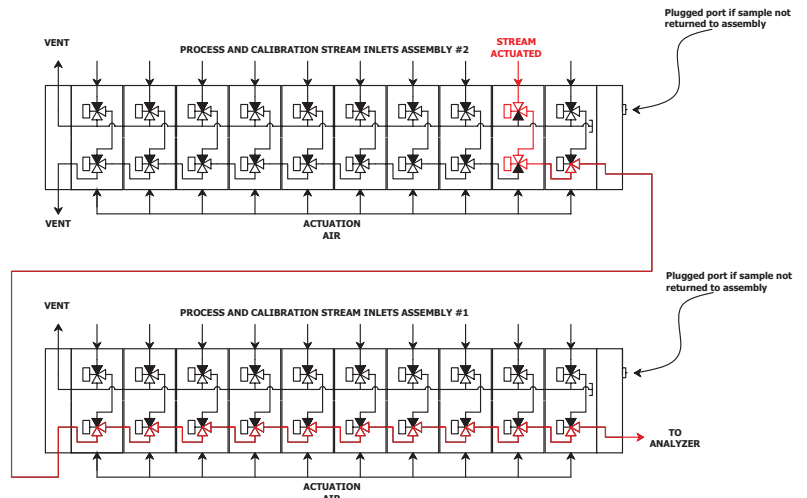 Plugged port if sample not
returned to assembly
VENT
PROCESS AND CALIBRATION STREAM INLETS ASSEMBLY #2
STREAM
ACTUATED
VENT
ACTUATION
AIR
Plugged port if sample not
returned to assembly
VENT
PROCESS AND CALIBRATION STREAM INLETS ASSEMBLY #1
TO
ANALYZER
ACTUATION
AIR